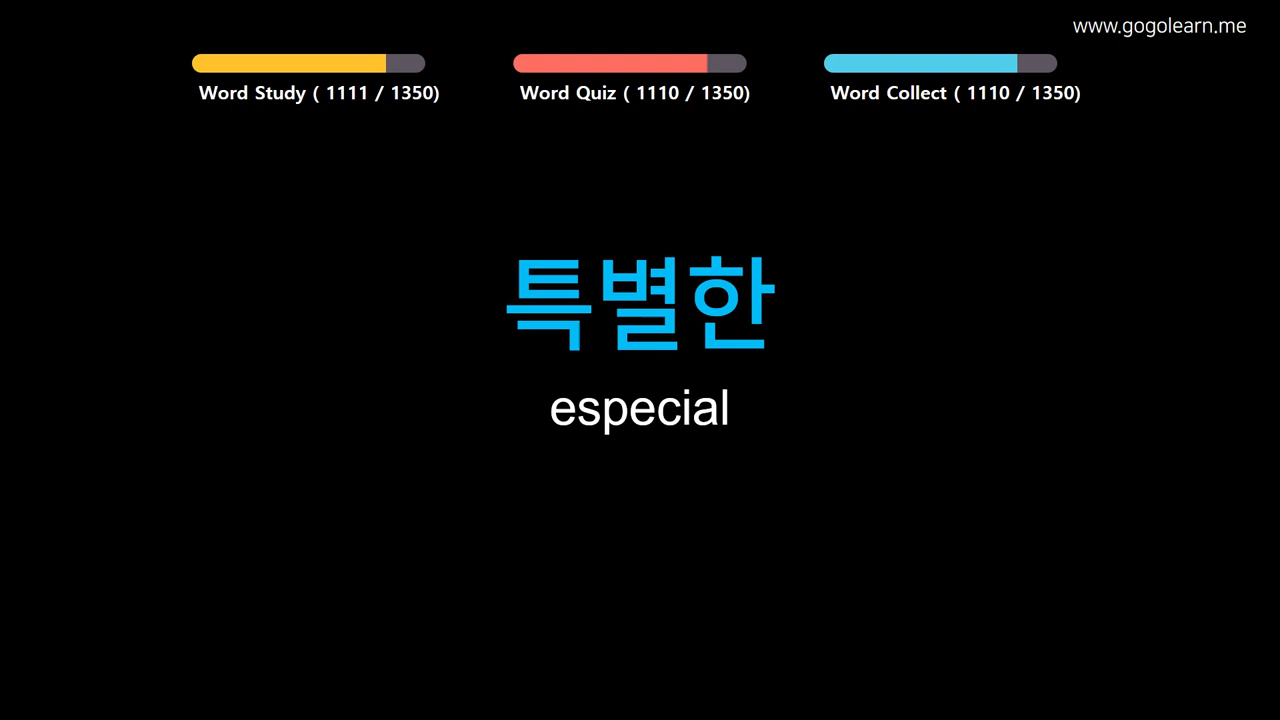 www.gogolearn.me
Word Study ( 1111 / 1350)
Word Quiz ( 1110 / 1350)
Word Collect ( 1110 / 1350)
특별한
especial